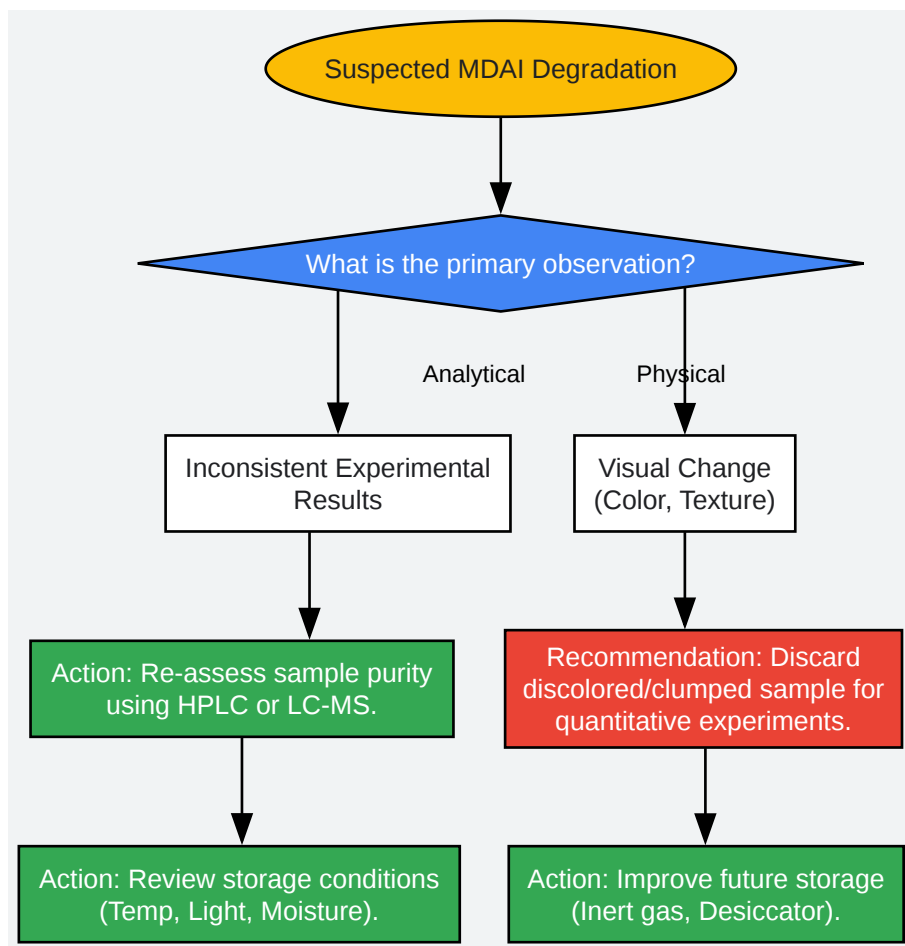 Suspected MDAI Degradation
What is the primary observation?
Analytical
Physical
Inconsistent Experimental
Results
Visual Change
(Color, Texture)
Action: Re-assess sample purity
using HPLC or LC-MS.
Recommendation: Discard
discolored/clumped sample for
quantitative experiments.
Action: Review storage conditions
(Temp, Light, Moisture).
Action: Improve future storage
(Inert gas, Desiccator).